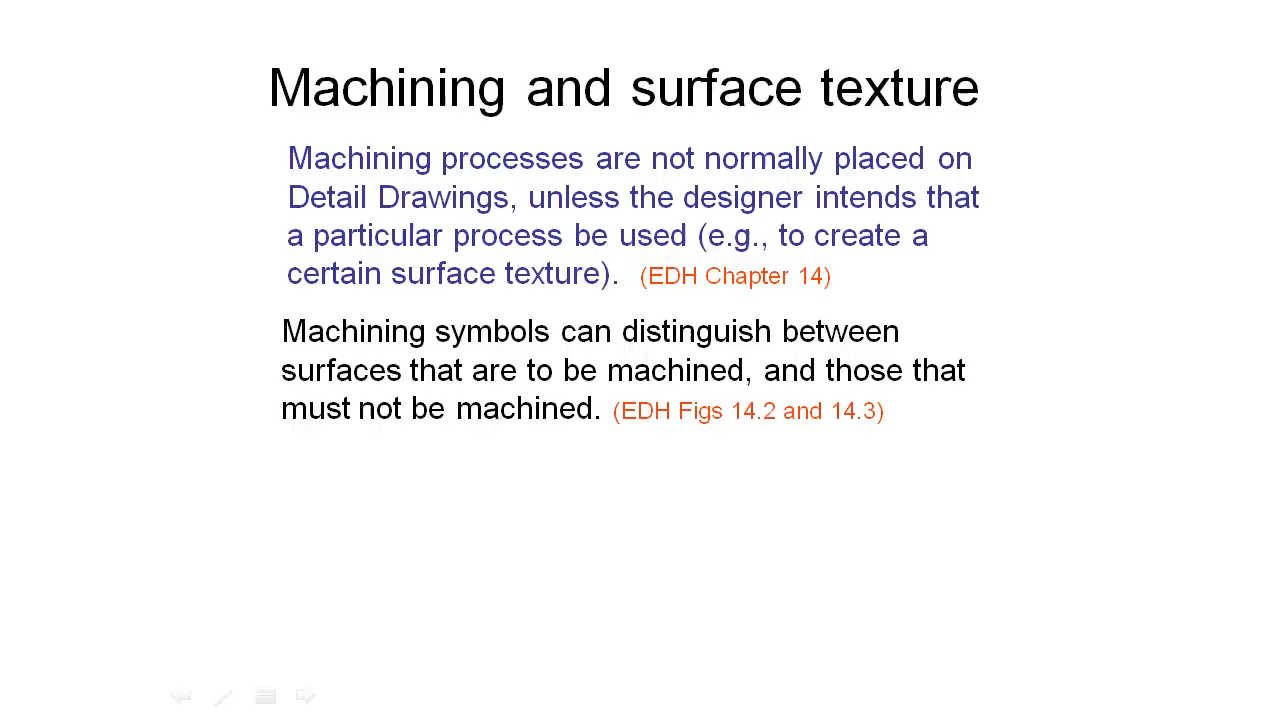 Machining and surface texture
Machining processes are not normally placed on
Detail Drawings, unless the designer intends that
a particular process be used (e.g., to create a
certain surface texture). (EDH Chapter 14)
Machining symbols can distinguish between
surfaces that are to be machined, and those that
must not be machined. (EDH Figs 14.2 and 14.3)